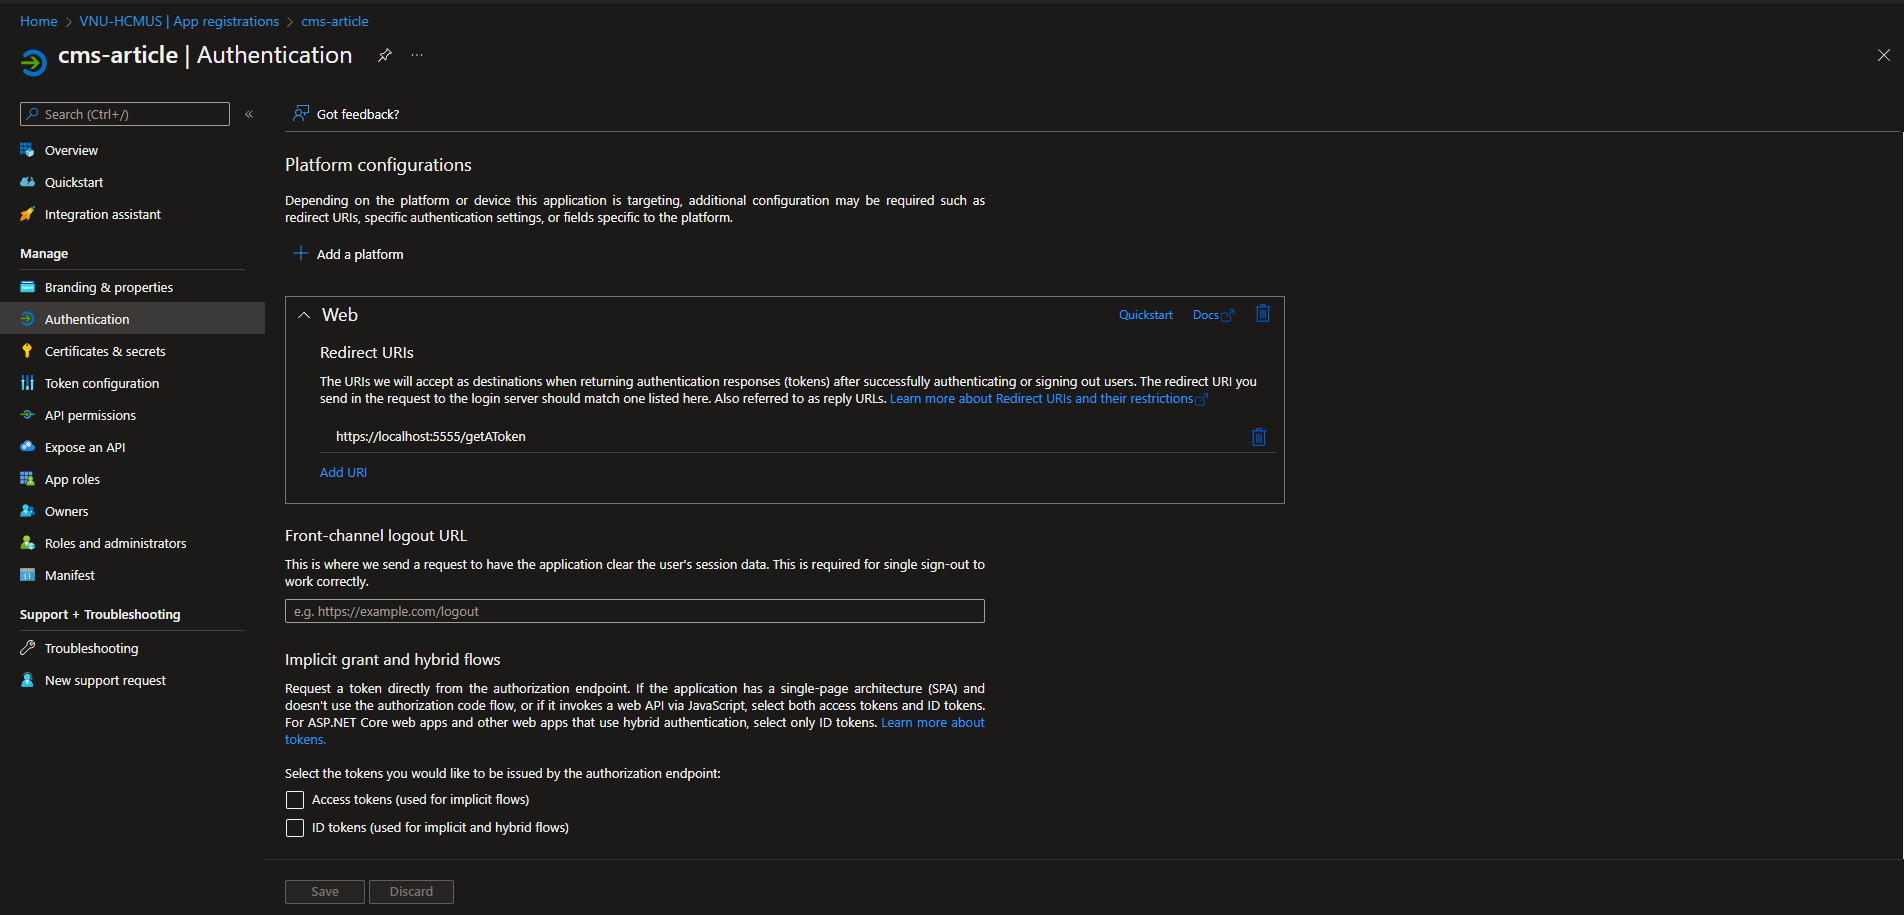 Home > VNU-HCMUS | App registrations > cms-article
cms-article | Authentication ...
Search (Ctrl+/) «
Overview
Quickstart
Integration assistant
Manage
Branding & properties
Authentication
Certificates & secrets
Token configuration
API permissions
Expose an API
App roles
Owners
Roles and administrators
Manifest
Support + Troubleshooting
Troubleshooting
New support request
Got feedback?
Platform configurations
Depending on the platform or device this application is targeting, additional configuration may be required such as
redirect URIs, specific authentication settings, or fields specific to the platform.
Add a platform
Web Quickstart Docs
Redirect URIs
The URIs we will accept as destinations when returning authentication responses (tokens) after successfully authenticating or signing out users. The redirect URI you
send in the request to the login server should match one listed here. Also referred to as reply URLs. Learn more about Redirect URIs and their restrictions
https://localhost:5555/getAToken
Add URI
Front-channel logout URL
This is where we send a request to have the application clear the user's session data. This is required for single sign-out to
work correctly.
e.g. https://example.com/logout
Implicit grant and hybrid flows
Request a token directly from the authorization endpoint. If the application has a single-page architecture (SPA) and
doesn't use the authorization code flow, or if it invokes a web API via JavaScript, select both access tokens and ID tokens.
For ASP.NET Core web apps and other web apps that use hybrid authentication, select only ID tokens. Learn more about
tokens.
Select the tokens you would like to be issued by the authorization endpoint:
Access tokens (used for implicit flows)
ID tokens (used for implicit and hybrid flows)
Save Discard